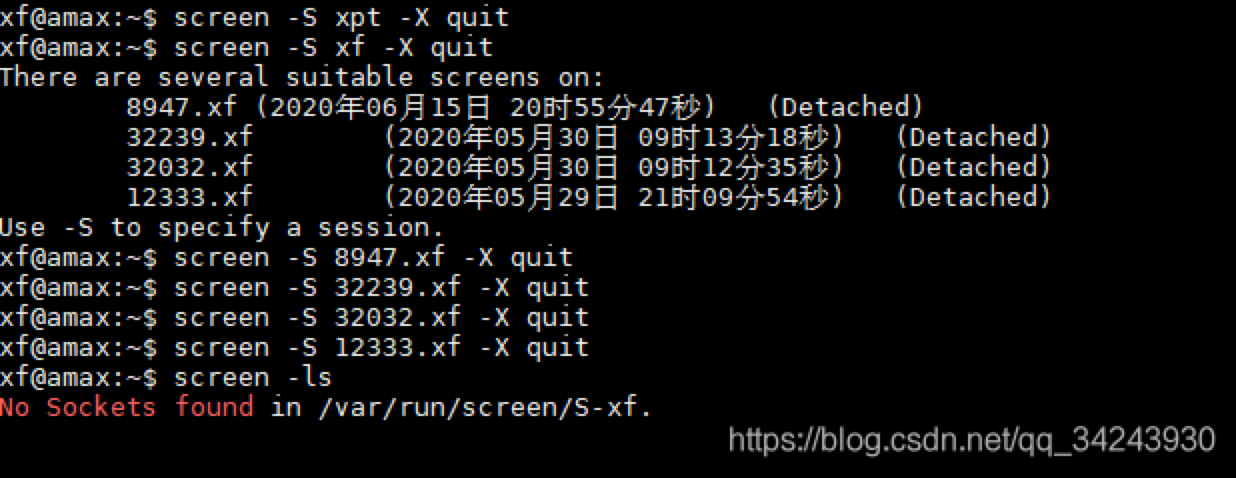 xf@amax:~$ screen -S xpt -X quit
xf@amax:~$ screen -S xf -X quit
There are several suitable screens on:
8947.xf (2020年06月15日 20时55分47秒) (Detached)
32239.xf (2020年05月30日 09时13分18秒) (Detached)
32032.xf (2020年05月30日 09时12分35秒) (Detached)
12333.xf (2020年05月29日 21时09分54秒) (Detached)
Use -S to specify a session.
xf@amax:~$ screen -S 8947.xf -X quit
xf@amax:~$ screen -S 32239.xf -X quit
xf@amax:~$ screen -S 32032.xf -X quit
xf@amax:~$ screen -S 12333.xf -X quit
xf@amax:~$ screen -ls
No Sockets found in /var/run/screen/S-xf.
https://blog.csdn.net/qq_34243930